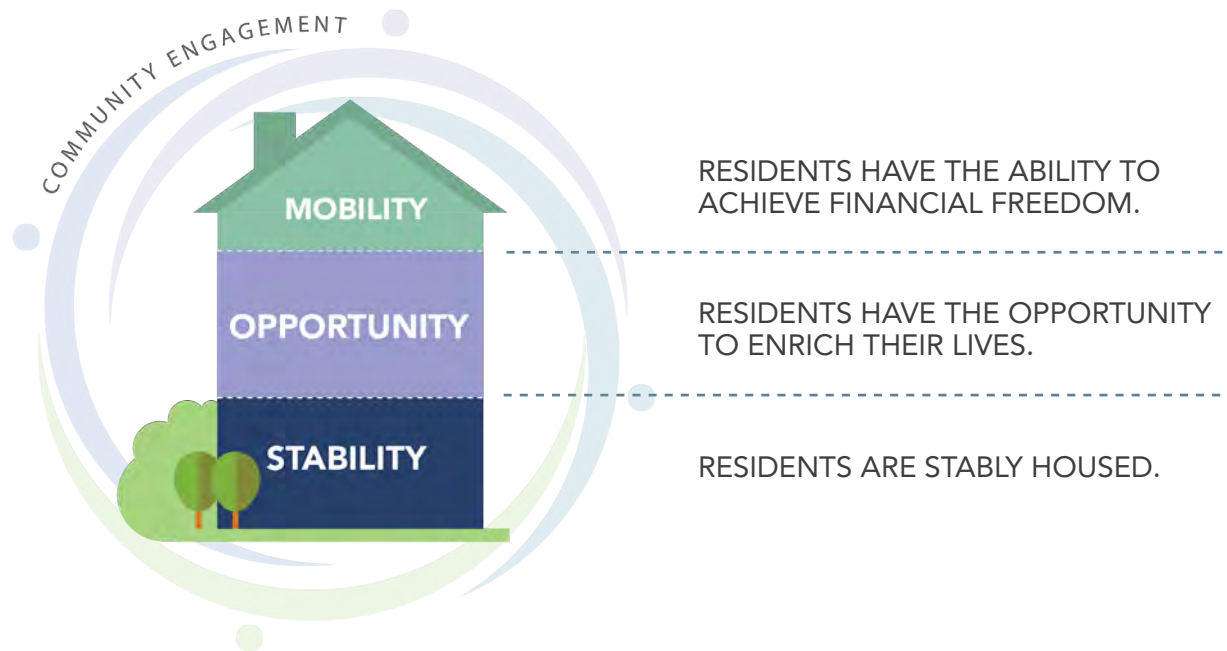 COMMUNITY ENGAGEMENT
MOBILITY
RESIDENTS HAVE THE ABILITY TO
ACHIEVE FINANCIAL FREEDOM.
OPPORTUNITY
RESIDENTS HAVE THE OPPORTUNITY
TO ENRICH THEIR LIVES.
STABILITY
RESIDENTS ARE STABLY HOUSED.